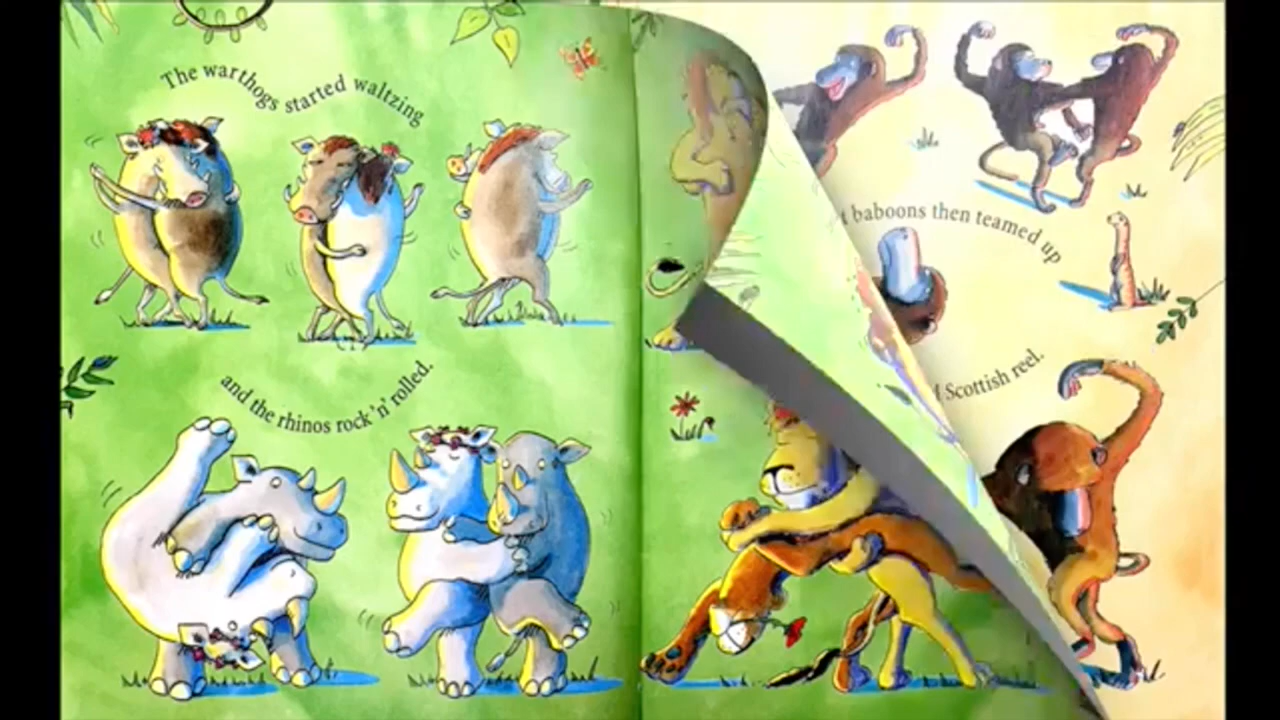 The warthogs started waltzing
and the rhinos rock 'n' rolled.
baboons then teamed up
Scottish reel.